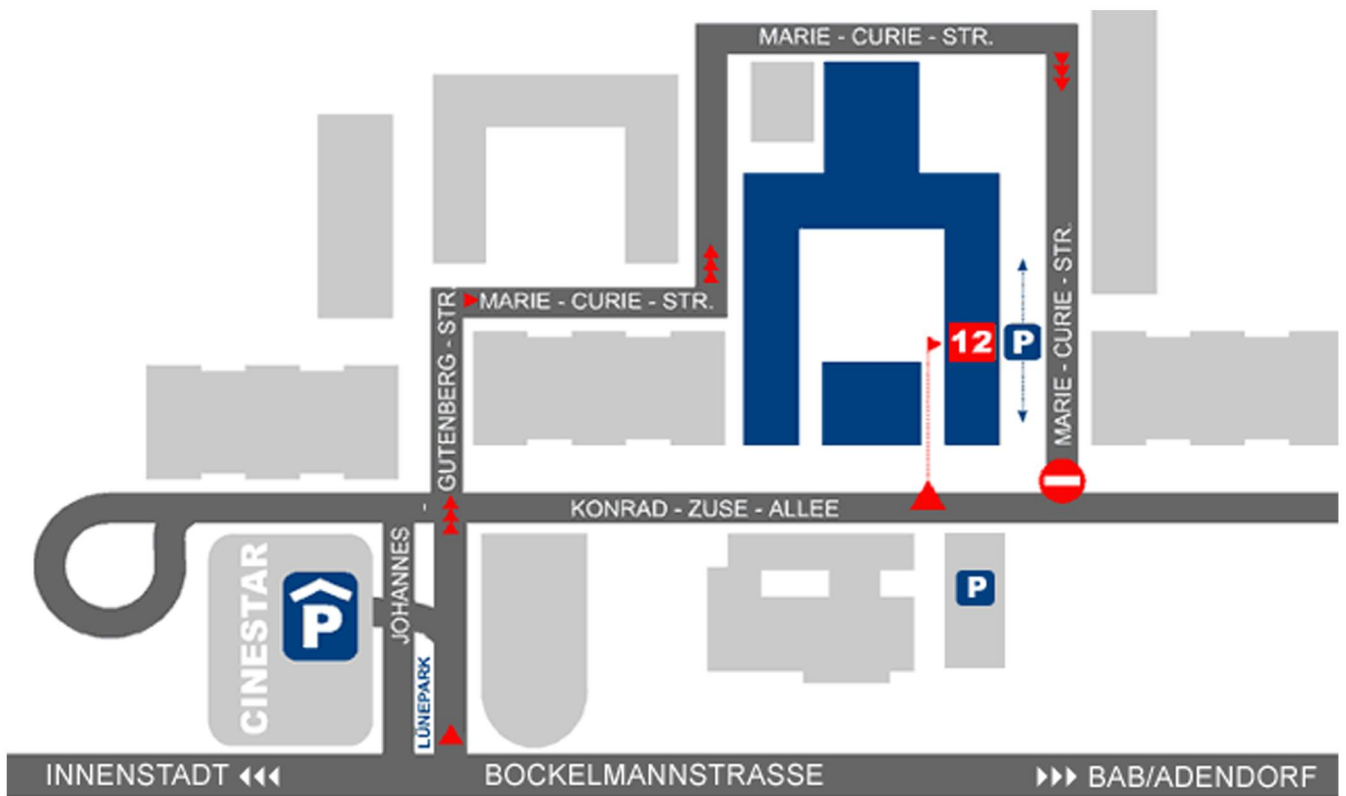 MARIE - CURIE - STR.
MARIE - CURIE - STR.
MARIE - CURIE - STR.
12
P
JOHANNES - GUTENBERG - STR.
KONRAD - ZUSE - ALLEE
CINESTAR
P
P
LÜNEPARK
INNENSTADT
BOCKELMANNSTRASSE
BAB/ADENDORF